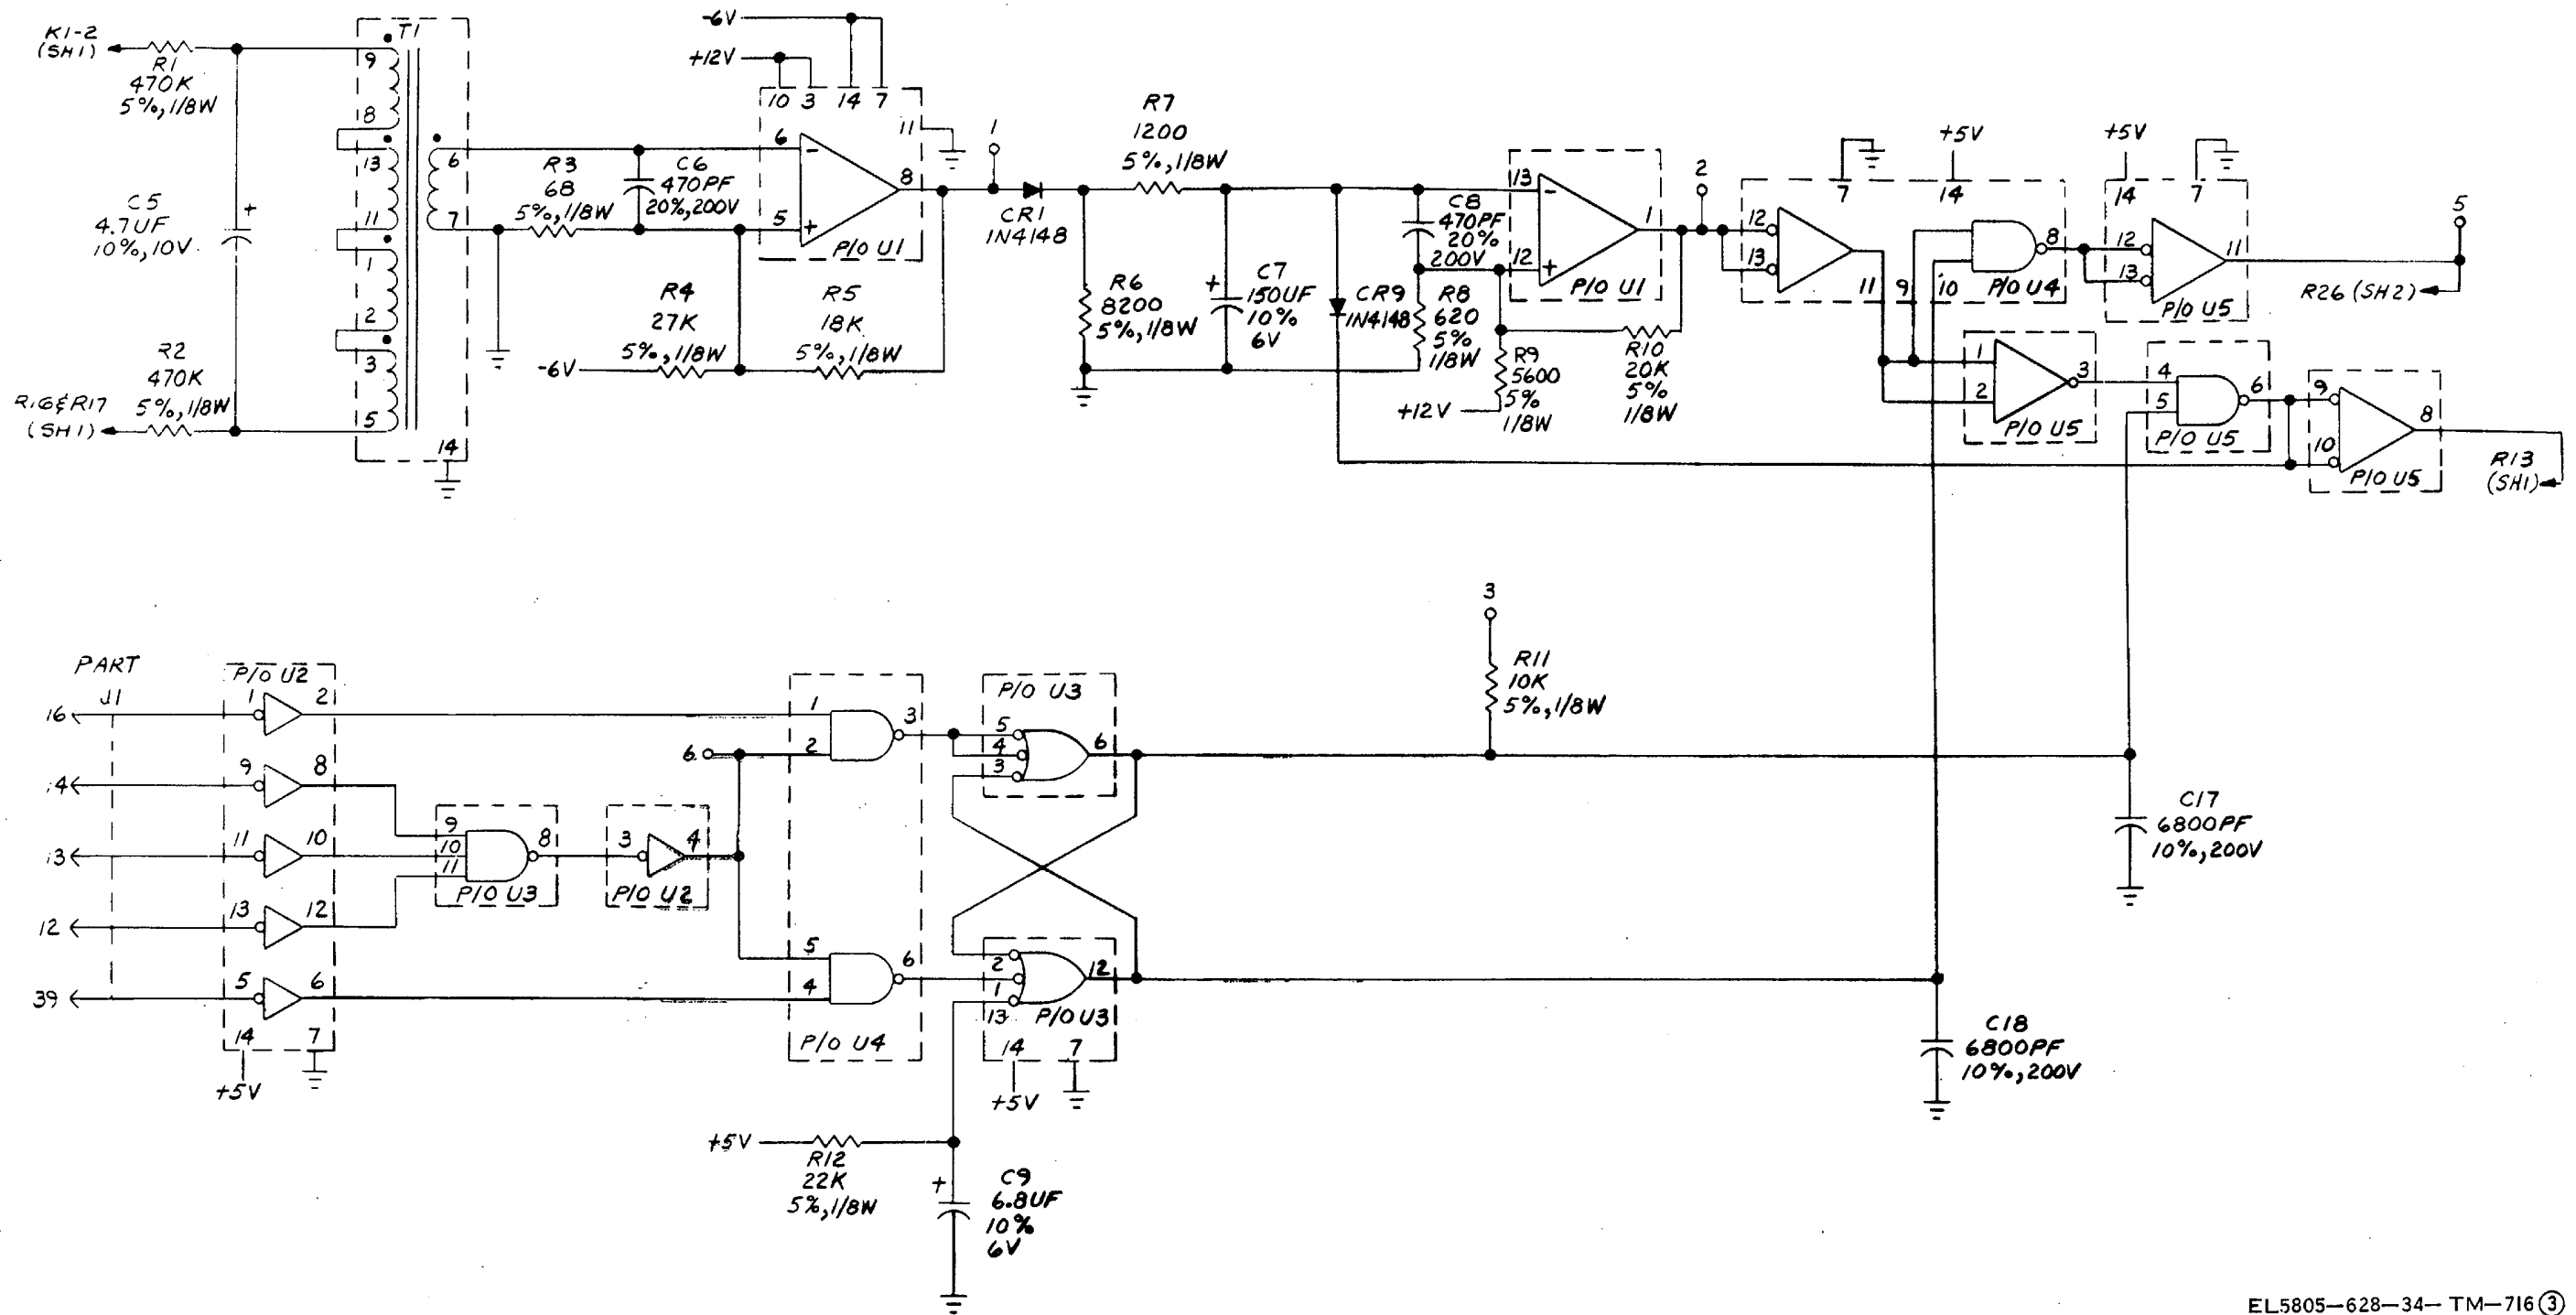 K1-2
(SH1)
R1
470K
5%,1/8W
C5
4.7UF
10%,10V
+
R2
470K
5%,1/8W
R16&R17
(SH1)
T1
9
8
13
11
1
2
3
5
14
6
7
R3
68
5%,1/8W
C6
470PF
20%,200V
-6V
+12V
10 3 14 7
11
6
5
-
+
8
P/O U1
R4
27K
5%,1/8W
-6V
R5
18K
5%,1/8W
1
CR1
1N4148
R7
1200
5%,1/8W
R6
8200
5%,1/8W
+
C7
150UF
10%
6V
CR9
1N4148
C8
470PF
20%
200V
R8
620
5%
1/8W
13
12
-
+
1
P/O U1
R9
5600
5%
1/8W
+12V
R10
20K
5%
1/8W
2
7
+5V
14
12
13
11
9
10
8
P/O U4
+5V
14
7
12
13
11
P/O U5
5
R26 (SH2)
1
2
3
P/O U5
4
5
6
P/O U5
9
10
8
P/O U5
R13
(SH1)
PART
J1
16
14
13
12
39
P/O U2
1
2
9
8
11
10
13
12
5
6
14
7
+5V
9
10
11
8
P/O U3
3
4
P/O U2
6
1
2
3
5
4
6
P/O U4
P/O U3
5
4
3
6
2
1
13
12
P/O U3
14
7
+5V
+5V
R12
22K
5%,1/8W
+
C9
6.8UF
10%
6V
3
R11
10K
5%,1/8W
C17
6800PF
10%,200V
C18
6800PF
10%,200V
EL5805-628-34-TM-716③